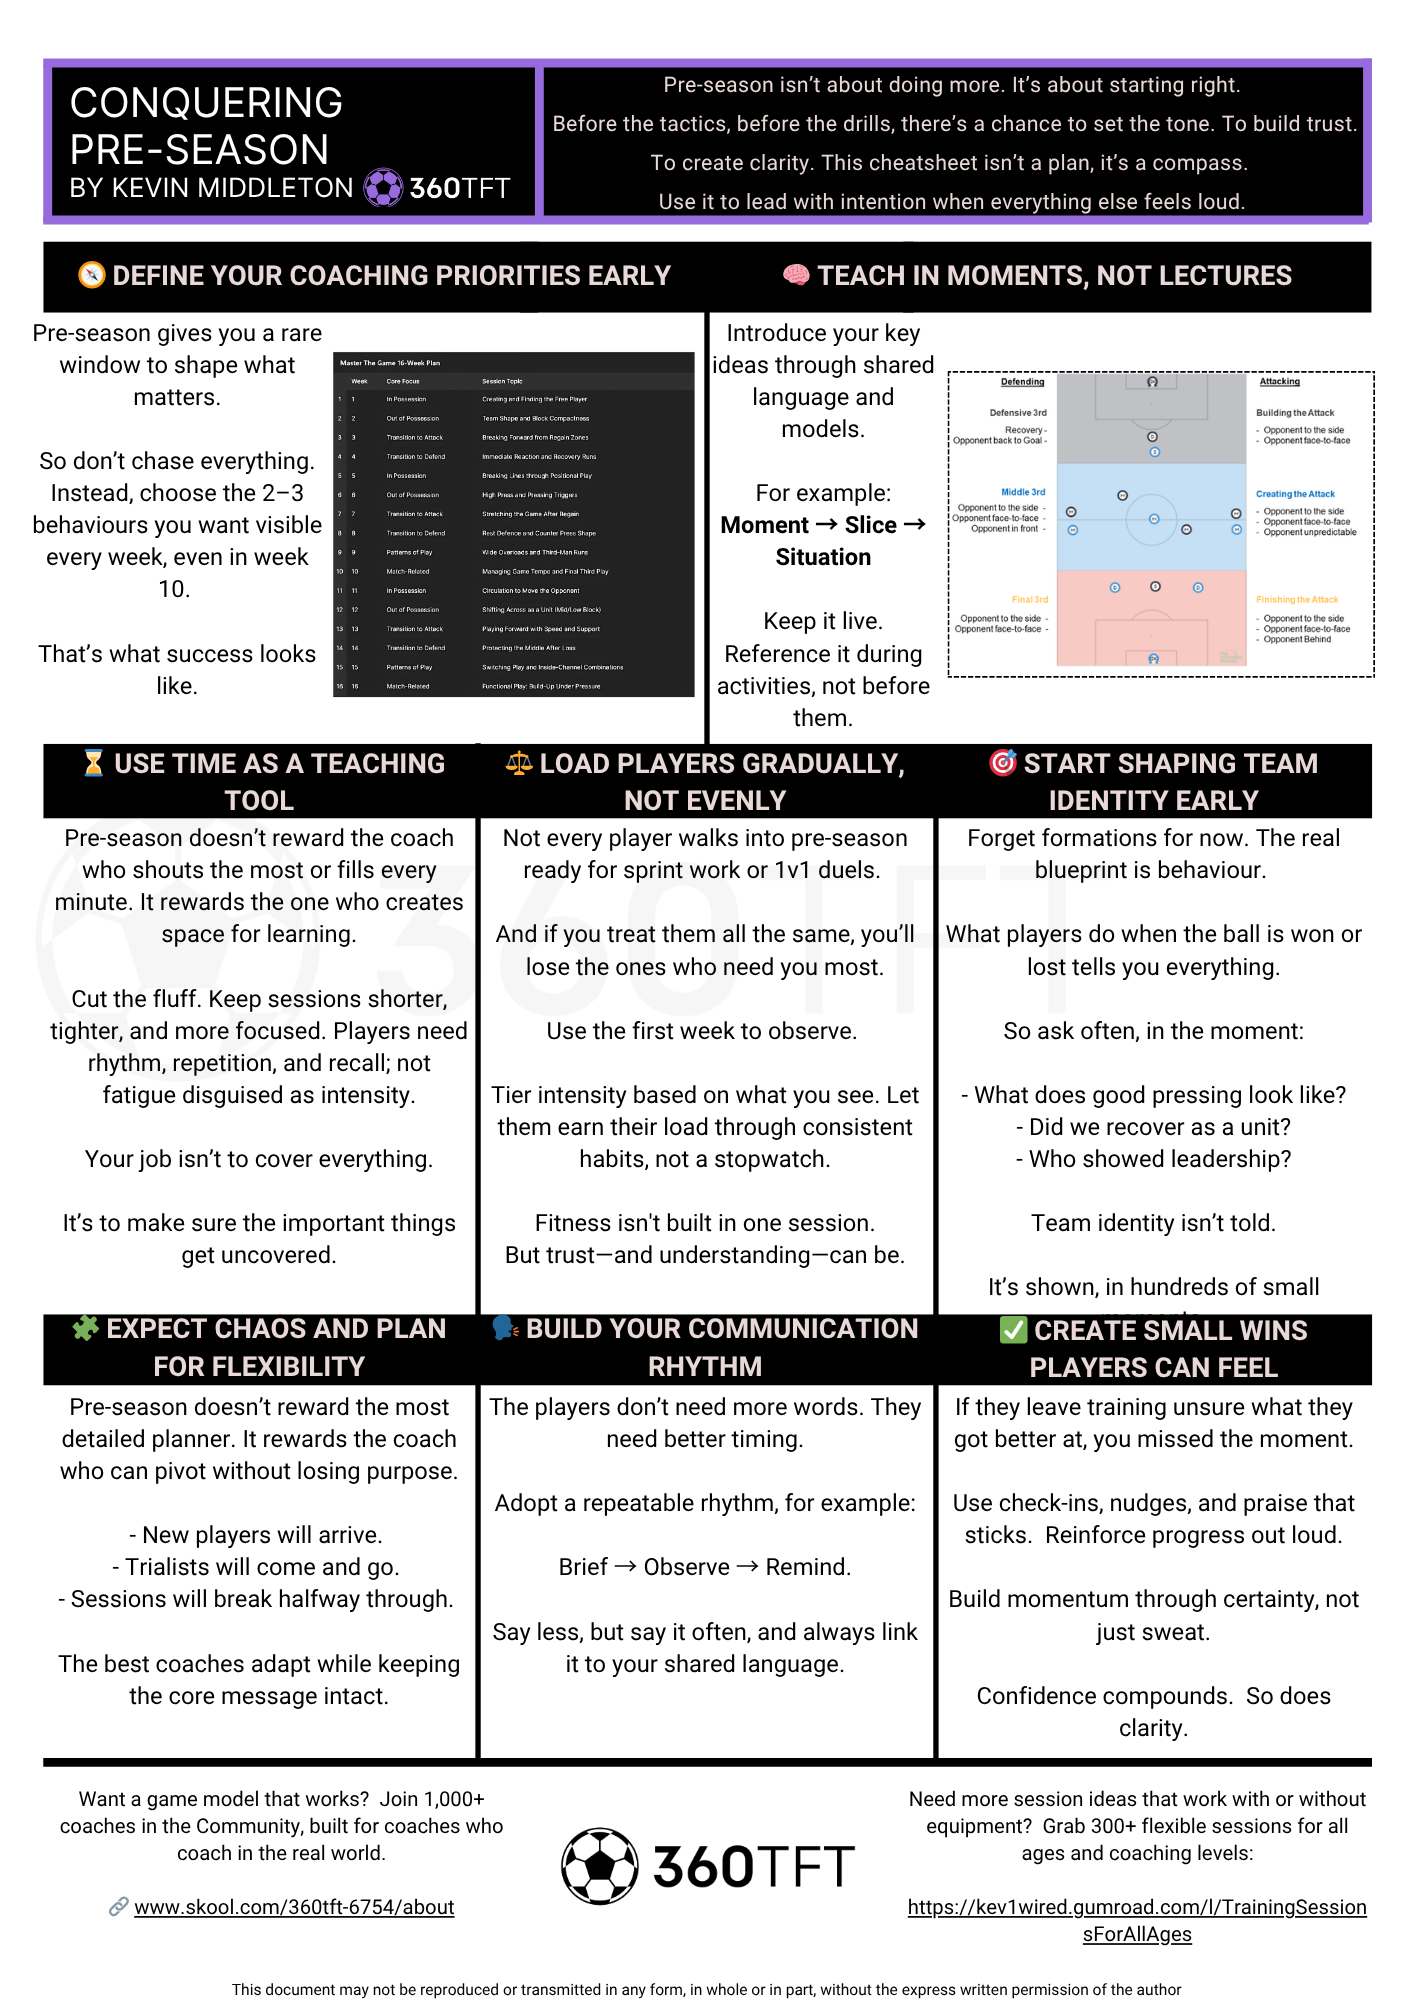 CONQUERING
PRE-SEASON
BY KEVIN MIDDLETON 360TFT
Pre-season isn’t about doing more. It’s about starting right.
Before the tactics, before the drills, there’s a chance to set the tone. To build trust.
To create clarity. This cheatsheet isn’t a plan, it’s a compass.
Use it to lead with intention when everything else feels loud.
🧭 DEFINE YOUR COACHING PRIORITIES EARLY
Pre-season gives you a rare
window to shape what
matters.
So don’t chase everything.
Instead, choose the 2–3
behaviours you want visible
every week, even in week
10.
That’s what success looks
like.
Master The Game 16-Week Plan
Week Core Focus Session Topic
1 1 In Possession Creating and Finding the Free Player
2 2 Out of Possession Team Shape and Block Compactness
3 3 Transition to Attack Breaking Forward from Regain Zones
4 4 Transition to Defend Immediate Reaction and Recovery Runs
5 5 In Possession Breaking Lines through Positional Play
6 6 Out of Possession High Press and Pressing Triggers
7 7 Transition to Attack Stretching the Game After Regain
8 8 Transition to Defend Rest Defence and Counter Press Shape
9 9 Patterns of Play Wide Overloads and Third-Man Runs
10 10 Match-Related Managing Game Tempo and Final Third Play
11 11 In Possession Circulation to Move the Opponent
12 12 Out of Possession Shifting Across as a Unit (Mid/Low Block)
13 13 Transition to Attack Playing Forward with Speed and Support
14 14 Transition to Defend Protecting the Middle After Loss
15 15 Patterns of Play Switching Play and Inside-Channel Combinations
16 16 Match-Related Functional Play: Build-Up Under Pressure
🧠 TEACH IN MOMENTS, NOT LECTURES
Introduce your key
ideas through shared
language and
models.
For example:
Moment → Slice →
Situation
Keep it live.
Reference it during
activities, not before
them.
Defending
Defensive 3rd
Recovery -
Opponent back to Goal -
Middle 3rd
Opponent to the side -
Opponent face-to-face -
Opponent in front -
Final 3rd
Opponent to the side -
Opponent face-to-face -
Attacking
Building the Attack
- Opponent to the side
- Opponent face-to-face
Creating the Attack
- Opponent to the side
- Opponent face-to-face
- Opponent unpredictable
Finishing the Attack
- Opponent to the side
- Opponent face-to-face
- Opponent Behind
⏳ USE TIME AS A TEACHING
TOOL
Pre-season doesn’t reward the coach
who shouts the most or fills every
minute. It rewards the one who creates
space for learning.
Cut the fluff. Keep sessions shorter,
tighter, and more focused. Players need
rhythm, repetition, and recall; not
fatigue disguised as intensity.
Your job isn’t to cover everything.
It’s to make sure the important things
get uncovered.
⚖️ LOAD PLAYERS GRADUALLY,
NOT EVENLY
Not every player walks into pre-season
ready for sprint work or 1v1 duels.
And if you treat them all the same, you’ll
lose the ones who need you most.
Use the first week to observe.
Tier intensity based on what you see. Let
them earn their load through consistent
habits, not a stopwatch.
Fitness isn't built in one session.
But trust—and understanding—can be.
🎯 START SHAPING TEAM
IDENTITY EARLY
Forget formations for now. The real
blueprint is behaviour.
What players do when the ball is won or
lost tells you everything.
So ask often, in the moment:
- What does good pressing look like?
- Did we recover as a unit?
- Who showed leadership?
Team identity isn’t told.
It’s shown, in hundreds of small
🧩 EXPECT CHAOS AND PLAN
FOR FLEXIBILITY
Pre-season doesn’t reward the most
detailed planner. It rewards the coach
who can pivot without losing purpose.
- New players will arrive.
- Trialists will come and go.
- Sessions will break halfway through.
The best coaches adapt while keeping
the core message intact.
🗣️ BUILD YOUR COMMUNICATION
RHYTHM
The players don’t need more words. They
need better timing.
Adopt a repeatable rhythm, for example:
Brief → Observe → Remind.
Say less, but say it often, and always link
it to your shared language.
✅ CREATE SMALL WINS
PLAYERS CAN FEEL
If they leave training unsure what they
got better at, you missed the moment.
Use check-ins, nudges, and praise that
sticks. Reinforce progress out loud.
Build momentum through certainty, not
just sweat.
Confidence compounds. So does
clarity.
Want a game model that works? Join 1,000+
coaches in the Community, built for coaches who
coach in the real world.
🔗 www.skool.com/360tft-6754/about
360TFT
Need more session ideas that work with or without
equipment? Grab 300+ flexible sessions for all
ages and coaching levels:
https://kev1wired.gumroad.com/l/TrainingSession
sForAllAges
This document may not be reproduced or transmitted in any form, in whole or in part, without the express written permission of the author